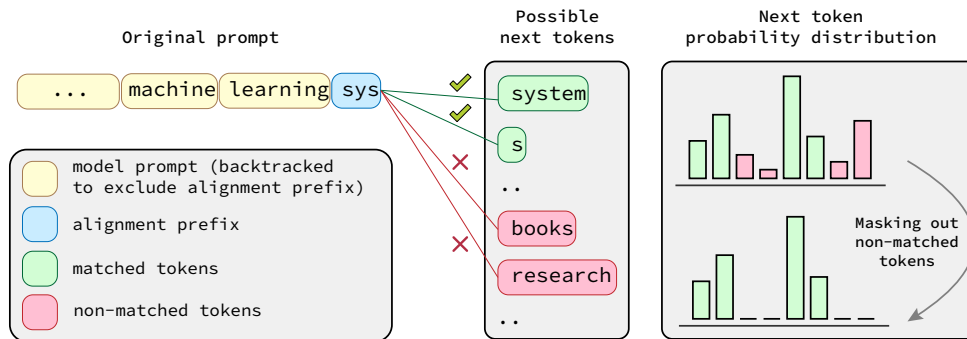 Original prompt
Possible
next tokens
Next token
probability distribution
... machine learning sys
system
s
..
books
research
..
model prompt (backtracked
to exclude alignment prefix)
alignment prefix
matched tokens
non-matched tokens
Masking out
non-matched
tokens